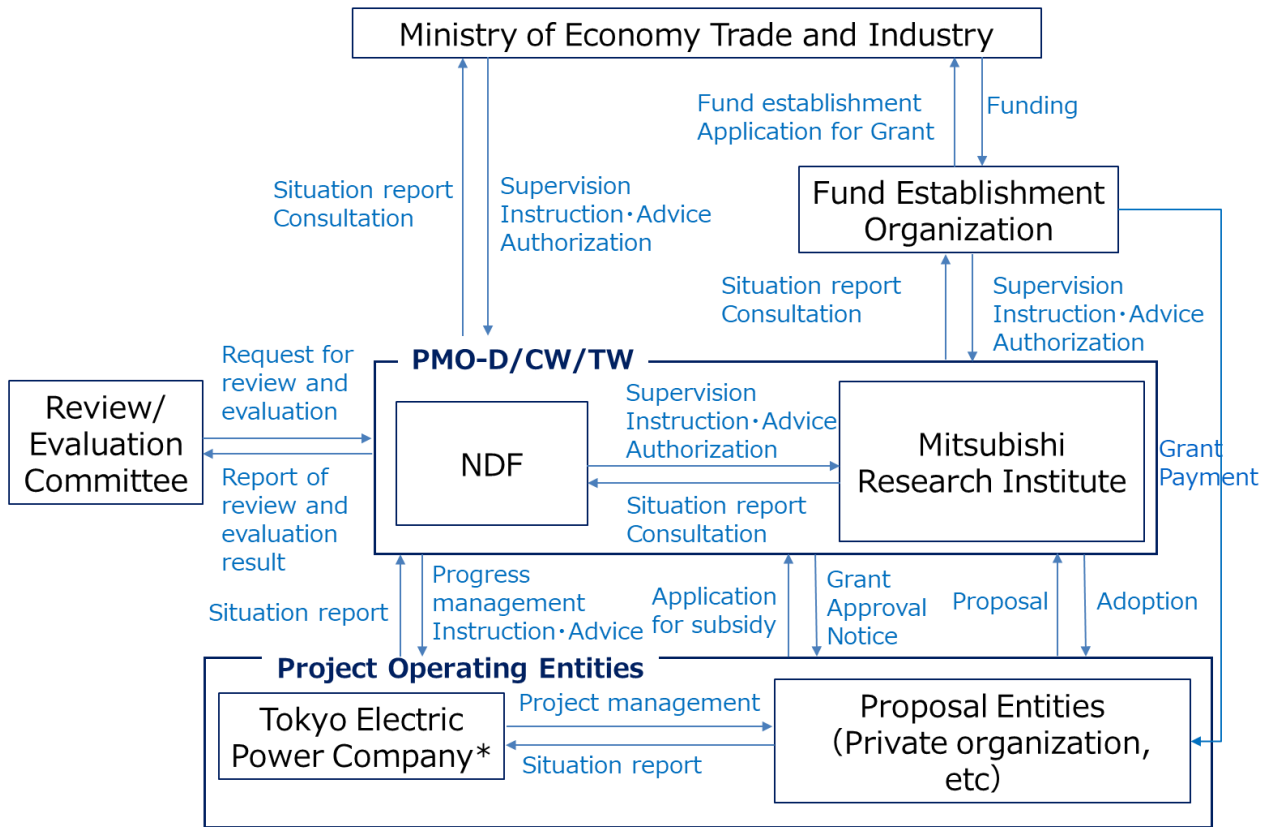 Ministry of Economy Trade and Industry
Fund establishment
Application for Grant
Funding
Situation report
Consultation
Supervision
Instruction・Advice
Authorization
Fund Establishment
Organization
Situation report
Consultation
Supervision
Instruction・Advice
Authorization
PMO-D/CW/TW
Request for
review and
evaluation
Review/
Evaluation
Committee
Report of
review and
evaluation
result
NDF
Supervision
Instruction・Advice
Authorization
Situation report
Consultation
Mitsubishi
Research Institute
Grant
Payment
Situation report
Progress
management
Instruction・Advice
Application
for subsidy
Grant
Approval
Notice
Proposal
Adoption
Project Operating Entities
Tokyo Electric
Power Company*
Project management
Situation report
Proposal Entities
（Private organization,
etc）